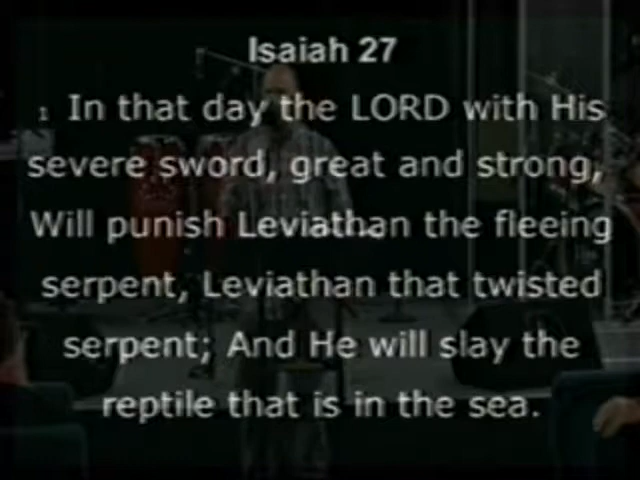 Isaiah 27
1 In that day the LORD with His
severe sword, great and strong,
Will punish Leviathan the fleeing
serpent, Leviathan that twisted
serpent; And He will slay the
reptile that is in the sea.